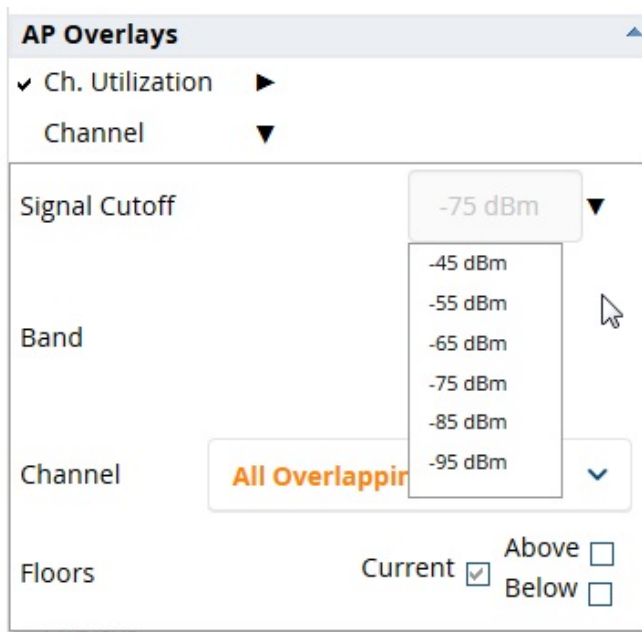 AP Overlays
Ch. Utilization
Channel
Signal Cutoff -75 dBm
-45 dBm
-55 dBm
-65 dBm
Band
-75 dBm
-85 dBm
-95 dBm
Channel All Overlappin
Floors Current Above
Below